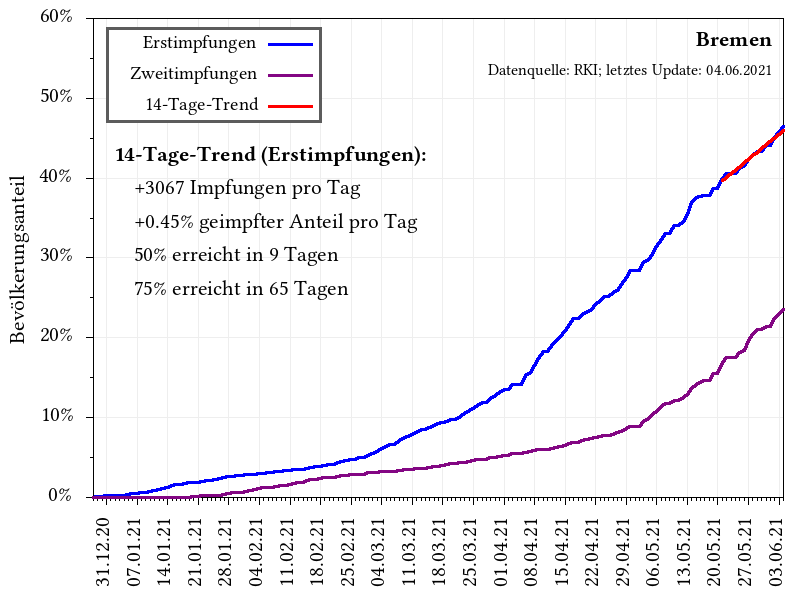 60%
50%
40%
30%
20%
10%
0%
Bevölkerungsanteil
Erstimpfungen
Zweitimpfungen
14-Tage-Trend
Bremen
Datenquelle: RKI; letztes Update: 04.06.2021
14-Tage-Trend (Erstimpfungen):
+3067 Impfungen pro Tag
+0.45% geimpfter Anteil pro Tag
50% erreicht in 9 Tagen
75% erreicht in 65 Tagen
31.12.20
07.01.21
14.01.21
21.01.21
28.01.21
04.02.21
11.02.21
18.02.21
25.02.21
04.03.21
11.03.21
18.03.21
25.03.21
01.04.21
08.04.21
15.04.21
22.04.21
29.04.21
06.05.21
13.05.21
20.05.21
27.05.21
03.06.21